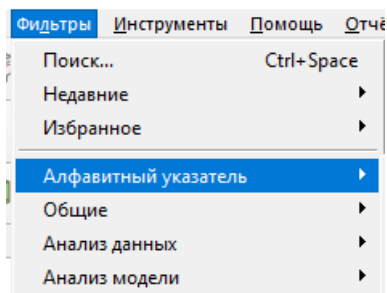 Фильтры Инструменты Помощь Отчё
Поиск... Ctrl+Space
Недавние
Избранное
Алфавитный указатель
Общие
Анализ данных
Анализ модели